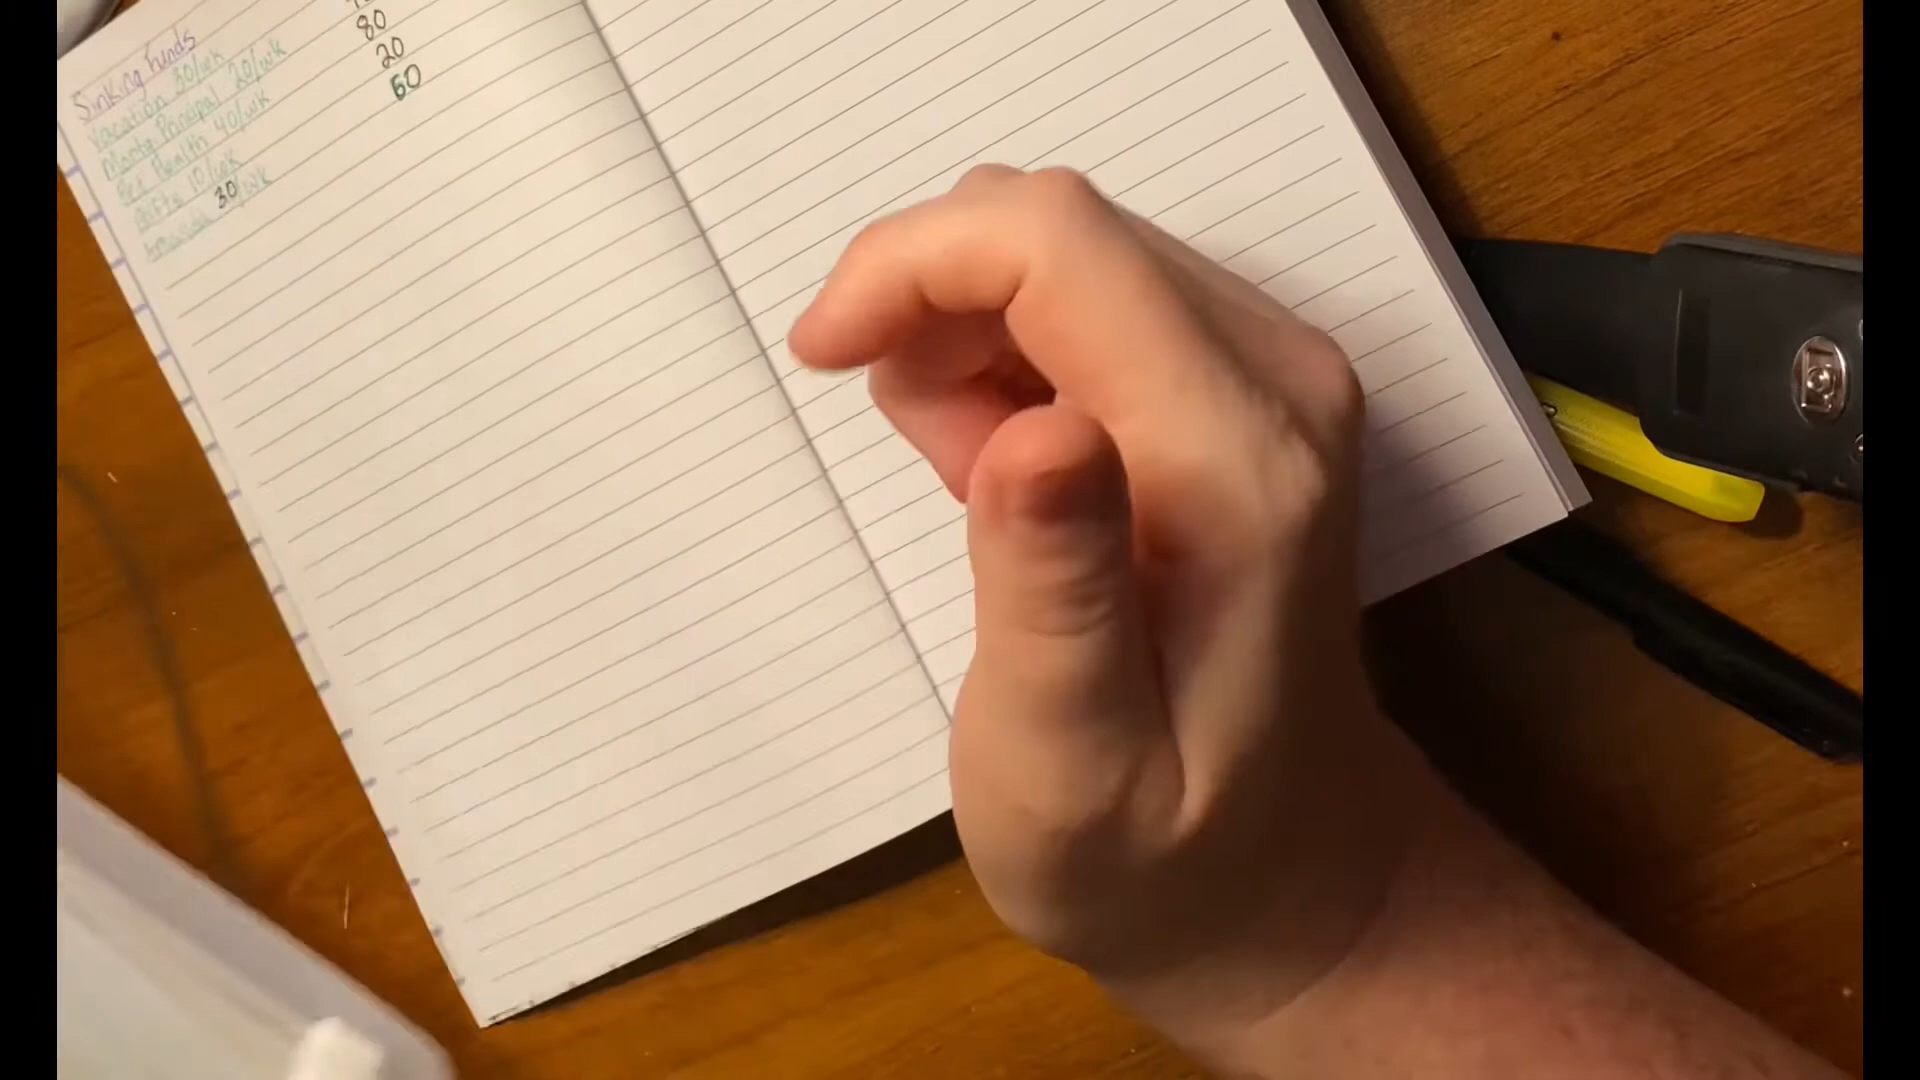 Sinking Funds
Vacation 30/wk
Mortg Principal 20/wk 80
Health 40/wk 20
Gifts 10/wk 60
30/wk